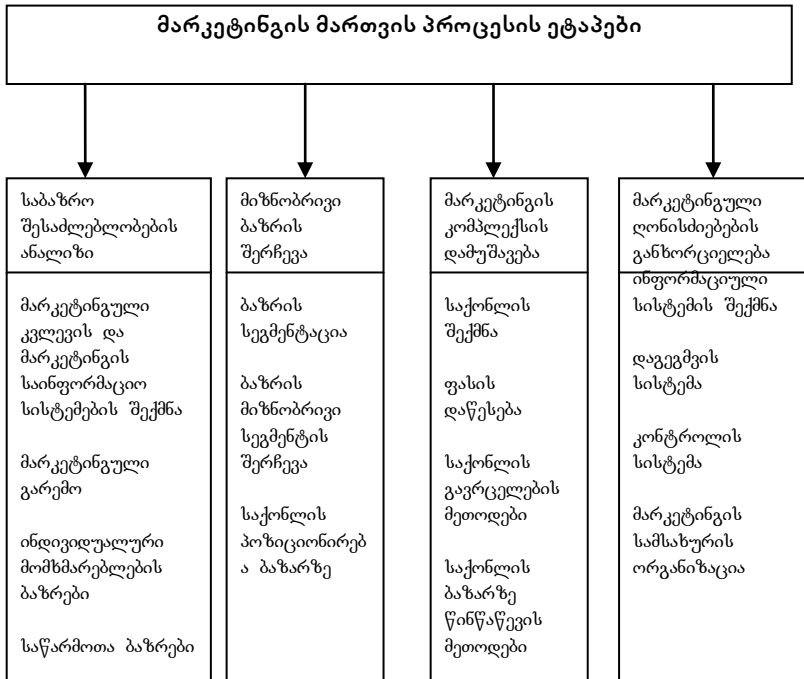 მარკეტინგის მართვის პროცესის ეტაპები
საბაზრო
შესაძლებლობების
ანალიზი
მარკეტინგული
კვლევის და
მარკეტინგის
საინფორმაციო
სისტემების შექმნა
მარკეტინგული
გარემო
ინდივიდუალური
მომხმარებლების
ბაზრები
საწარმოთა ბაზრები
მიზნობრივი
ბაზრის
შერჩევა
ბაზრის
სეგმენტაცია
ბაზრის
მიზნობრივი
სეგმენტის
შერჩევა
საქონლის
პოზიციონირებ
ა ბაზარზე
მარკეტინგის
კომპლექსის
დამუშავება
საქონლის
შექმნა
ფასის
დაწესება
საქონლის
გავრცელების
მეთოდები
საქონლის
ბაზარზე
წინწაწევის
მეთოდები
მარკეტინგული
ღონისძიებების
განხორციელება
ინფორმაციული
სისტემის შექმნა
დაგეგმვის
სისტემა
კონტროლის
სისტემა
მარკეტინგის
სამსახურის
ორგანიზაცია